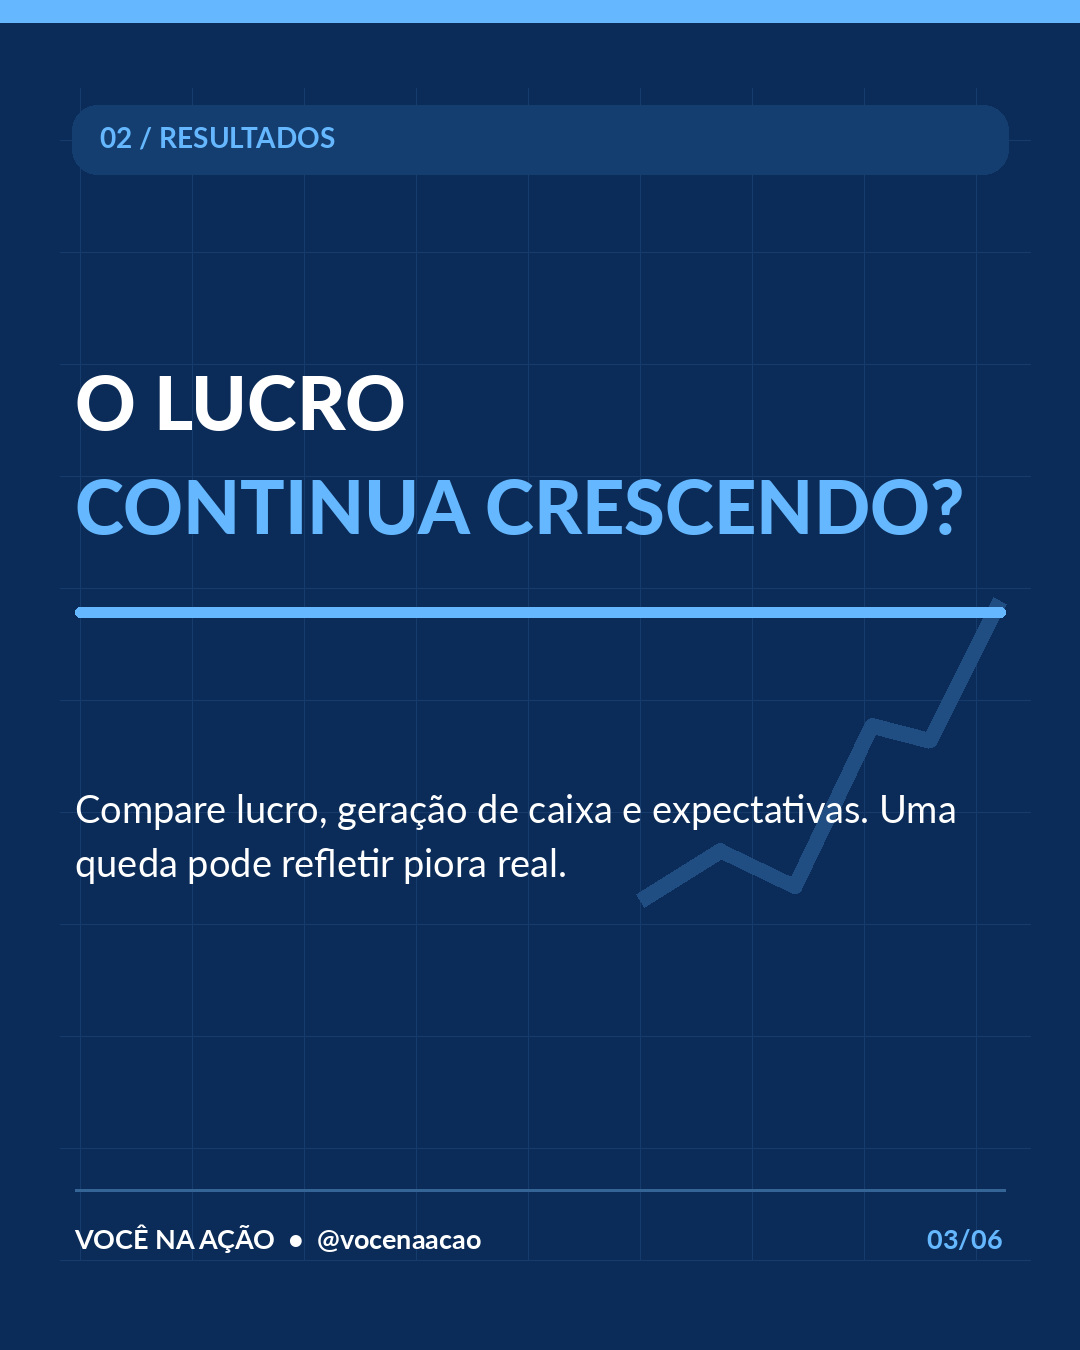 02 / RESULTADOS
O LUCRO
CONTINUA CRESCENDO?
Compare lucro, geração de caixa e expectativas. Uma
queda pode refletir piora real.
VOCÊ NA AÇÃO ● @vocenaacao
03/06